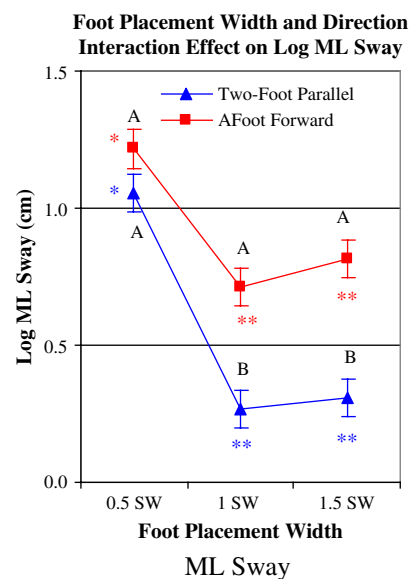 Foot Placement Width and Direction
Interaction Effect on Log ML Sway
1.5
Two-Foot Parallel
AFoot Forward
A
*
*
A
1.0
A
A
**
**
Log ML Sway (cm)
0.5
B
B
**
**
0.0
0.5 SW 1 SW 1.5 SW
Foot Placement Width
ML Sway